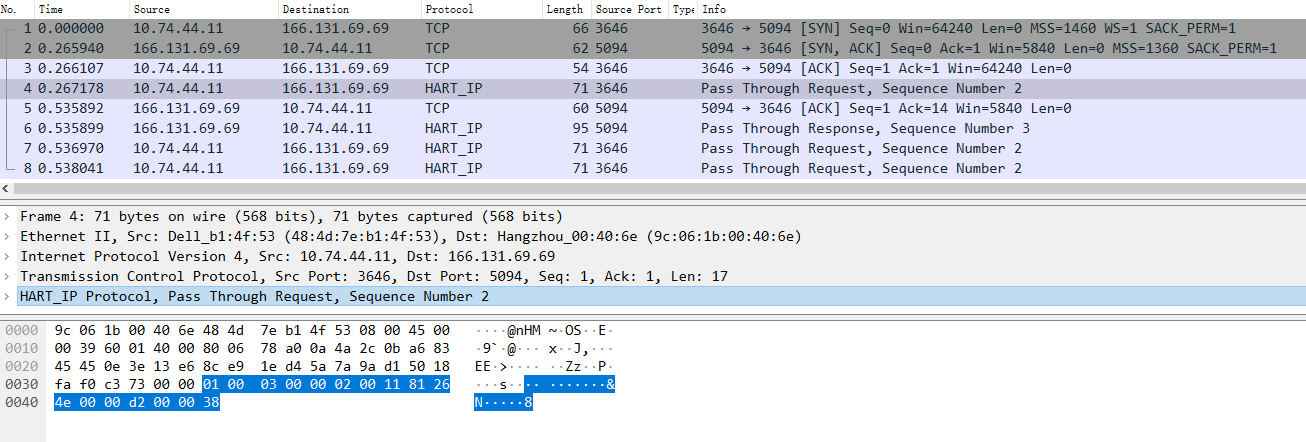 No. Time Source Destination Protocol Length Source Port Type Info
1 0.000000 10.74.44.11 166.131.69.69 TCP 66 3646 3646 → 5094 [SYN] Seq=0 Win=64240 Len=0 MSS=1460 WS=1 SACK_PERM=1
2 0.265940 166.131.69.69 10.74.44.11 TCP 62 5094 5094 → 3646 [SYN, ACK] Seq=0 Ack=1 Win=5840 Len=0 MSS=1360 SACK_PERM=1
3 0.266107 10.74.44.11 166.131.69.69 TCP 54 3646 3646 → 5094 [ACK] Seq=1 Ack=1 Win=64240 Len=0
4 0.267178 10.74.44.11 166.131.69.69 HART_IP 71 3646 Pass Through Request, Sequence Number 2
5 0.535892 166.131.69.69 10.74.44.11 TCP 60 5094 5094 → 3646 [ACK] Seq=1 Ack=14 Win=5840 Len=0
6 0.535899 166.131.69.69 10.74.44.11 HART_IP 95 5094 Pass Through Response, Sequence Number 3
7 0.536970 10.74.44.11 166.131.69.69 HART_IP 71 3646 Pass Through Request, Sequence Number 2
8 0.538041 10.74.44.11 166.131.69.69 HART_IP 71 3646 Pass Through Request, Sequence Number 2
Frame 4: 71 bytes on wire (568 bits), 71 bytes captured (568 bits)
Ethernet II, Src: Dell_b1:4f:53 (48:4d:7e:b1:4f:53), Dst: Hangzhou_00:40:6e (9c:06:1b:00:40:6e)
Internet Protocol Version 4, Src: 10.74.44.11, Dst: 166.131.69.69
Transmission Control Protocol, Src Port: 3646, Dst Port: 5094, Seq: 1, Ack: 1, Len: 17
HART_IP Protocol, Pass Through Request, Sequence Number 2
0000 9c 06 1b 00 40 6e 48 4d 7e b1 4f 53 08 00 45 00 ····@nHM ~·OS··E·
0010 00 39 60 01 40 00 80 06 78 a0 0a 4a 2c 0b a6 83 ·9`·@··· x··J,···
0020 45 45 0e 3e 13 e6 8c e9 1e d4 5a 7a 9a d1 50 18 EE·>···· ··Zz··P·
0030 fa f0 c3 73 00 00 01 00 03 00 00 02 00 11 81 26 ···s···· ·······&
0040 4e 00 00 d2 00 00 38 N·····8